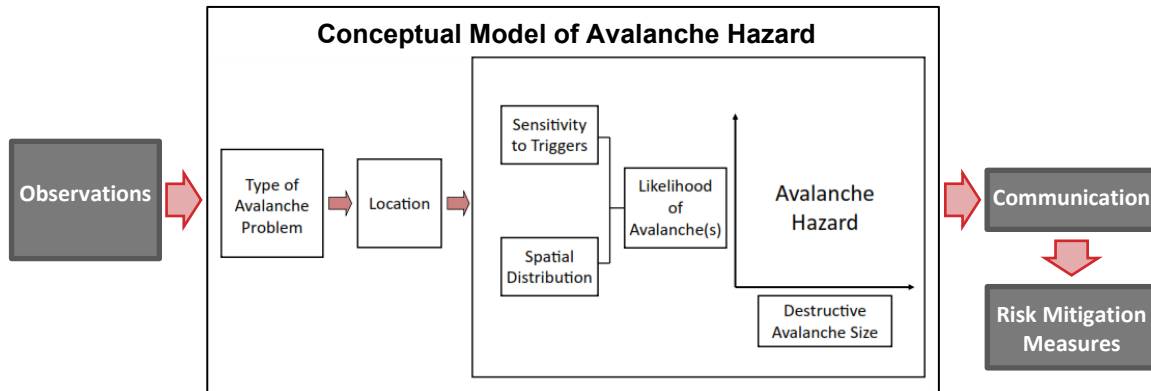 Conceptual Model of Avalanche Hazard
Observations
Type of
Avalanche
Problem
Location
Sensitivity
to Triggers
Spatial
Distribution
Likelihood
of
Avalanche(s)
Avalanche
Hazard
Destructive
Avalanche Size
Communication
Risk Mitigation
Measures